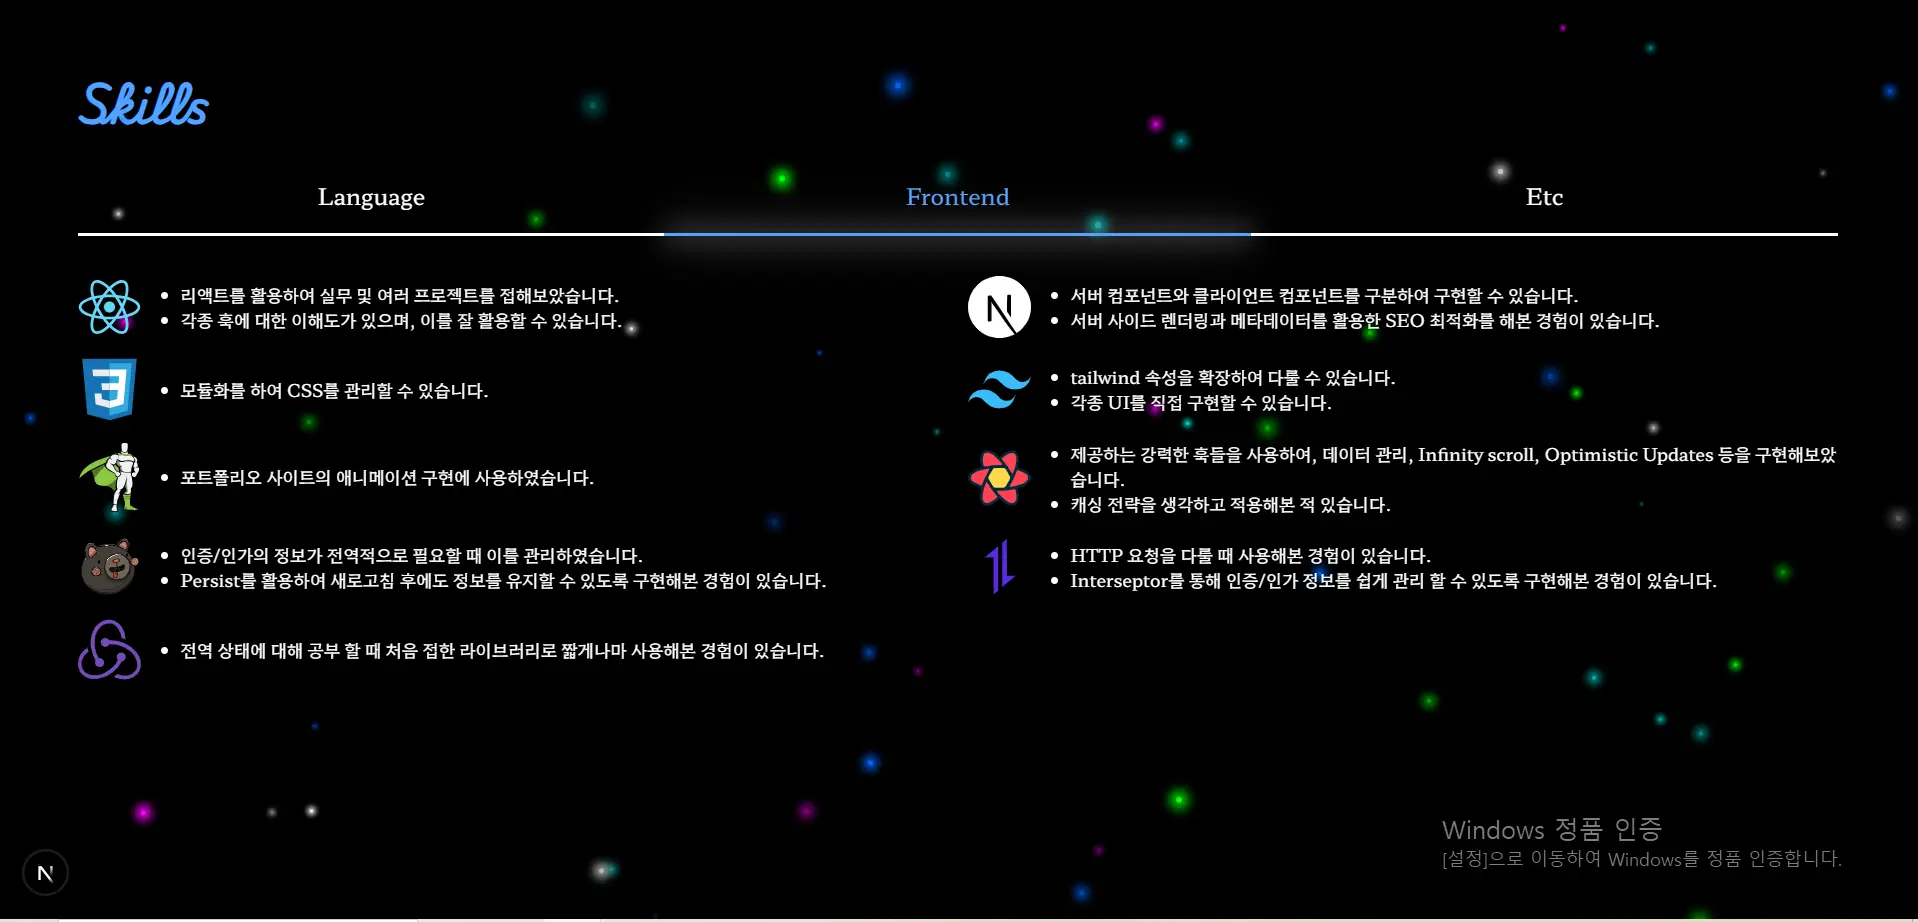 Skills
Language
Frontend
Etc
리액트를 활용하여 실무 및 여러 프로젝트를 접해보았습니다.
각종 훅에 대한 이해도가 있으며, 이를 잘 활용할 수 있습니다.
모듈화를 하여 CSS를 관리할 수 있습니다.
포트폴리오 사이트의 애니메이션 구현에 사용하였습니다.
인증/인가의 정보가 전역적으로 필요할 때 이를 관리하였습니다.
Persist를 활용하여 새로고침 후에도 정보를 유지할 수 있도록 구현해본 경험이 있습니다.
전역 상태에 대해 공부 할 때 처음 접한 라이브러리로 짧게나마 사용해본 경험이 있습니다.
서버 컴포넌트와 클라이언트 컴포넌트를 구분하여 구현할 수 있습니다.
서버 사이드 렌더링과 메타데이터를 활용한 SEO 최적화를 해본 경험이 있습니다.
tailwind 속성을 확장하여 다룰 수 있습니다.
각종 UI를 직접 구현할 수 있습니다.
제공하는 강력한 훅들을 사용하여, 데이터 관리, Infinity scroll, Optimistic Updates 등을 구현해보았
습니다.
캐싱 전략을 생각하고 적용해본 적 있습니다.
HTTP 요청을 다룰 때 사용해본 경험이 있습니다.
Interseptor를 통해 인증/인가 정보를 쉽게 관리 할 수 있도록 구현해본 경험이 있습니다.
Windows 정품 인증
[설정]으로 이동하여 Windows를 정품 인증합니다.